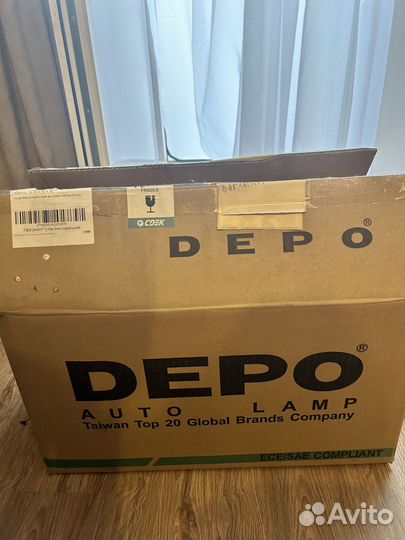 FRAGILE
CDEK
DEPO®
DEPO®
AUTO LAMP
Taiwan Top 20 Global Brands Company
ECE/SAE COMPLIANT
Avito